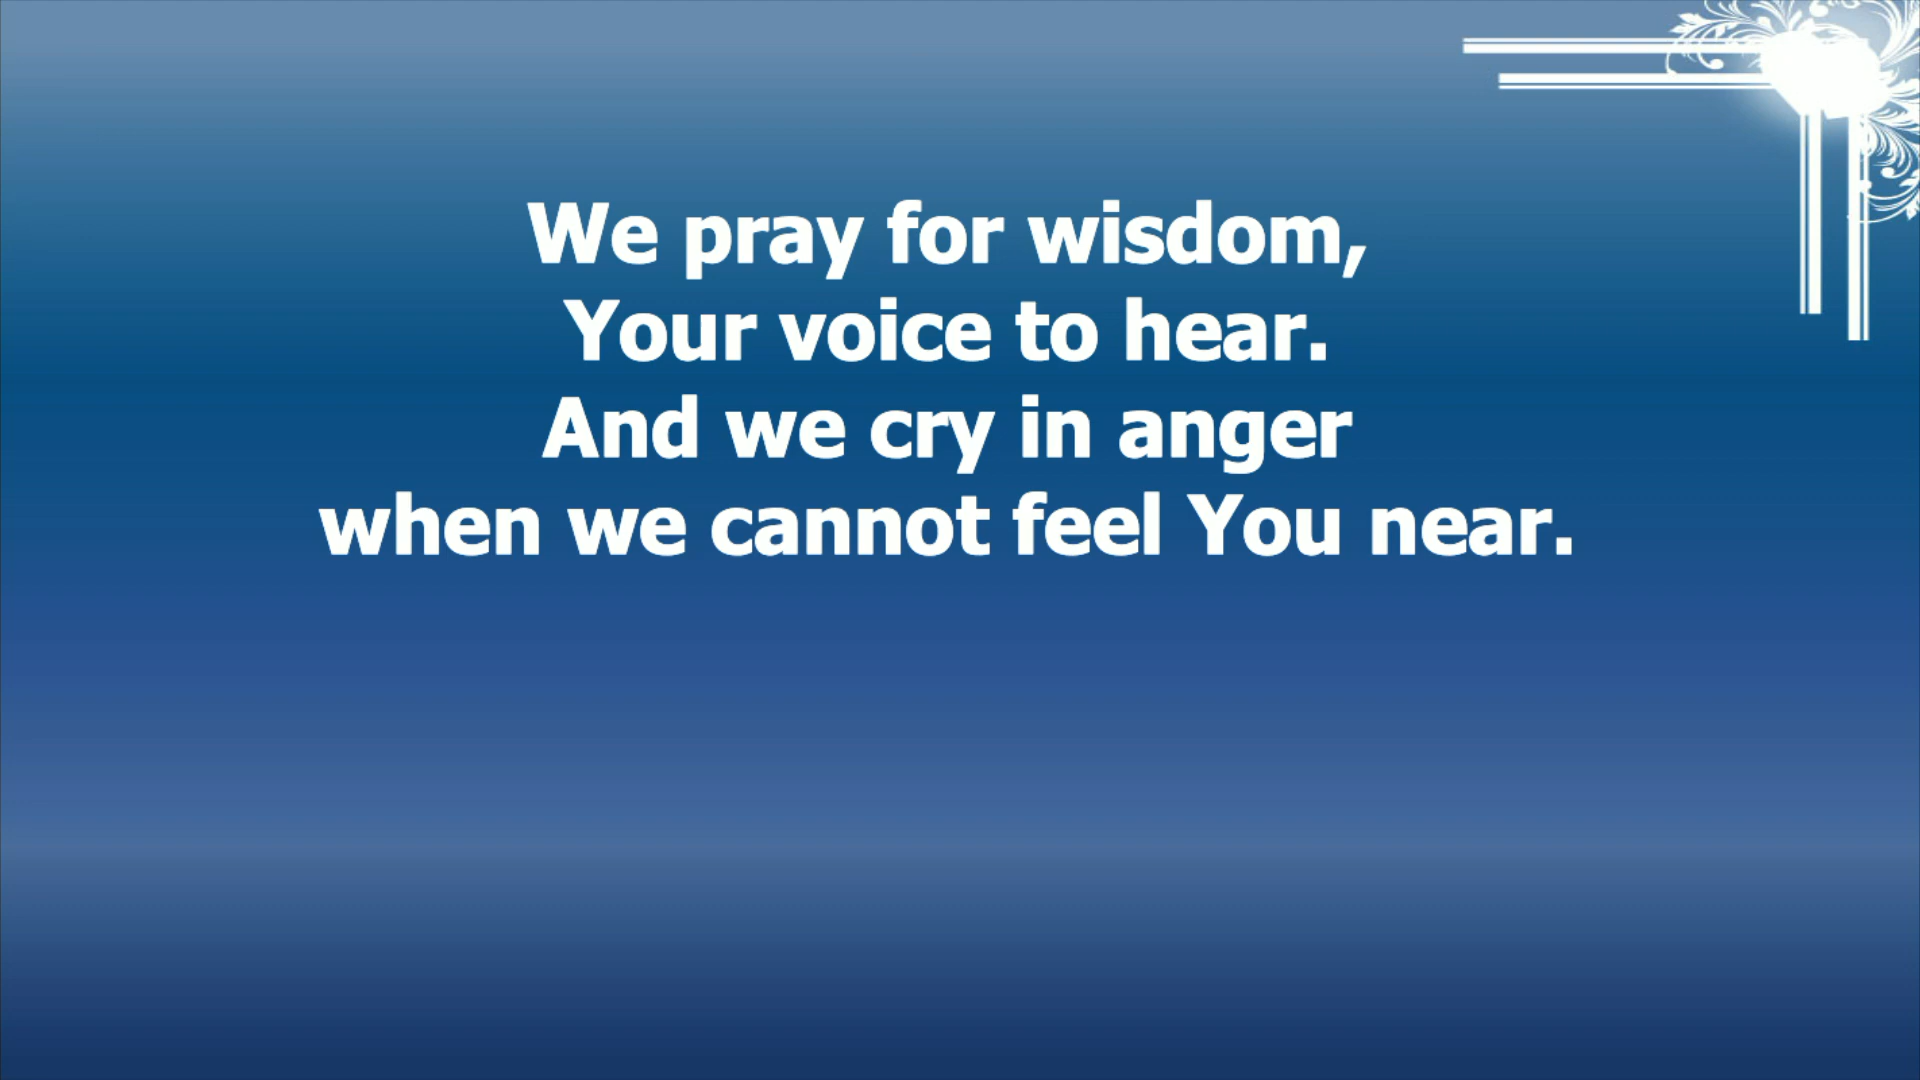 We pray for wisdom,
Your voice to hear.
And we cry in anger
when we cannot feel You near.